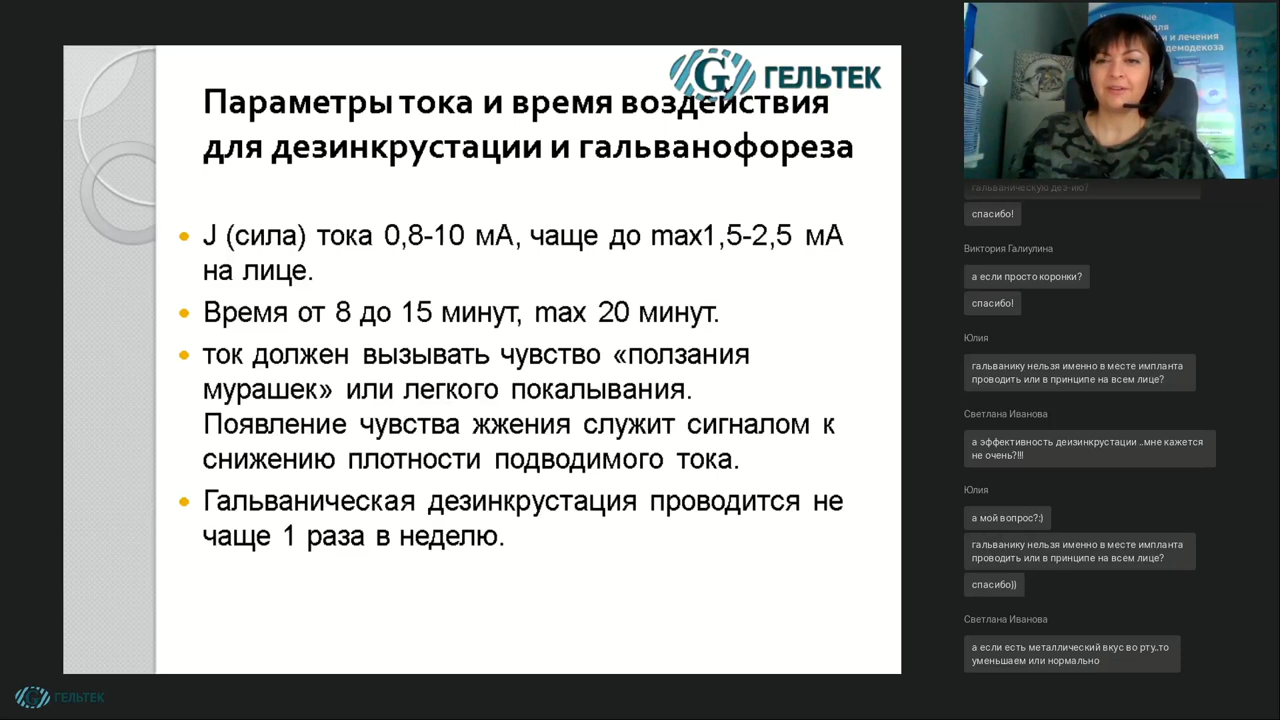 ГЕЛЬТЕК
Параметры тока и время воздействия
для дезинкрустации и гальванофореза
J (сила) тока 0,8-10 мА, чаще до max1,5-2,5 мА
на лице.
Время от 8 до 15 минут, max 20 минут.
ток должен вызывать чувство «ползания
мурашек» или легкого покалывания.
Появление чувства жжения служит сигналом к
снижению плотности подводимого тока.
Гальваническая дезинкрустация проводится не
чаще 1 раза в неделю.
ГЕЛЬТЕК
и лечения
демодекоза
гальваническую дез-ию?
спасибо!
Виктория Галиулина
а если просто коронки?
спасибо!
Юлия
гальванику нельзя именно в месте импланта
проводить или в принципе на всем лице?
Светлана Иванова
а эффективность деизинкрустации ..мне кажется
не очень?!!!
Юлия
а мой вопрос?:)
гальванику нельзя именно в месте импланта
проводить или в принципе на всем лице?
спасибо))
Светлана Иванова
а если есть металлический вкус во рту..то
уменьшаем или нормально